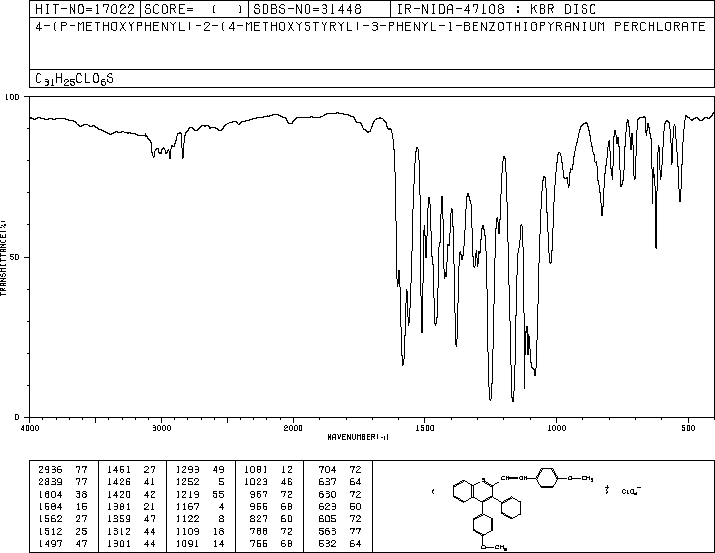 HIT-NO=17022 SCORE= ( ) SDBS-NO=31448 IR-NIDA-47108 : KBR DISC
4-(P-METHOXYPHENYL)-2-(4-METHOXYSTYRYL)-3-PHENYL-1-BENZOTHIOPYRANIUM PERCHLORATE
C₃₁H₂₅CLO₆S
100
50
0
TRANSMITTANCE(%)
4000 3000 2000 1500 1000 500
WAVENUMBER(-1)
2936 77 1461 27 1293 49 1081 12 704 72
2839 77 1426 41 1252 5 1023 46 637 64
1604 38 1420 42 1219 55 967 72 630 72
1584 15 1381 21 1167 4 955 68 623 50
1562 27 1359 47 1122 8 827 60 605 72
1512 25 1312 44 1109 18 788 72 563 77
1497 47 1301 44 1091 14 755 68 532 64
CH=CH
O-CH₃
ClO₄⁻
O-CH₃